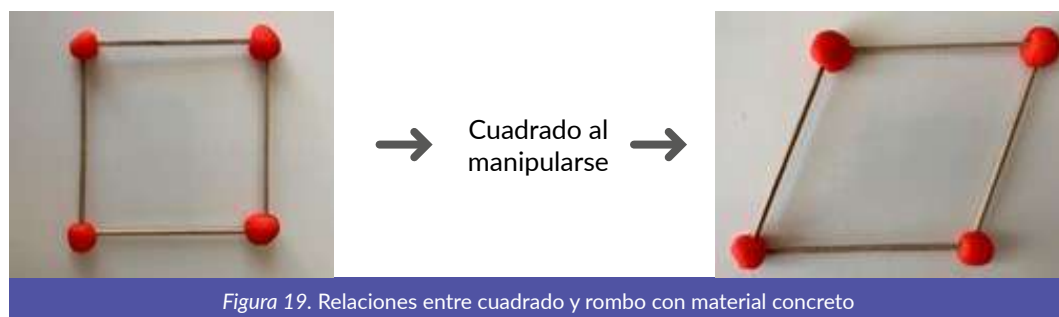 Cuadrado al
manipularse
Figura 19. Relaciones entre cuadrado y rombo con material concreto